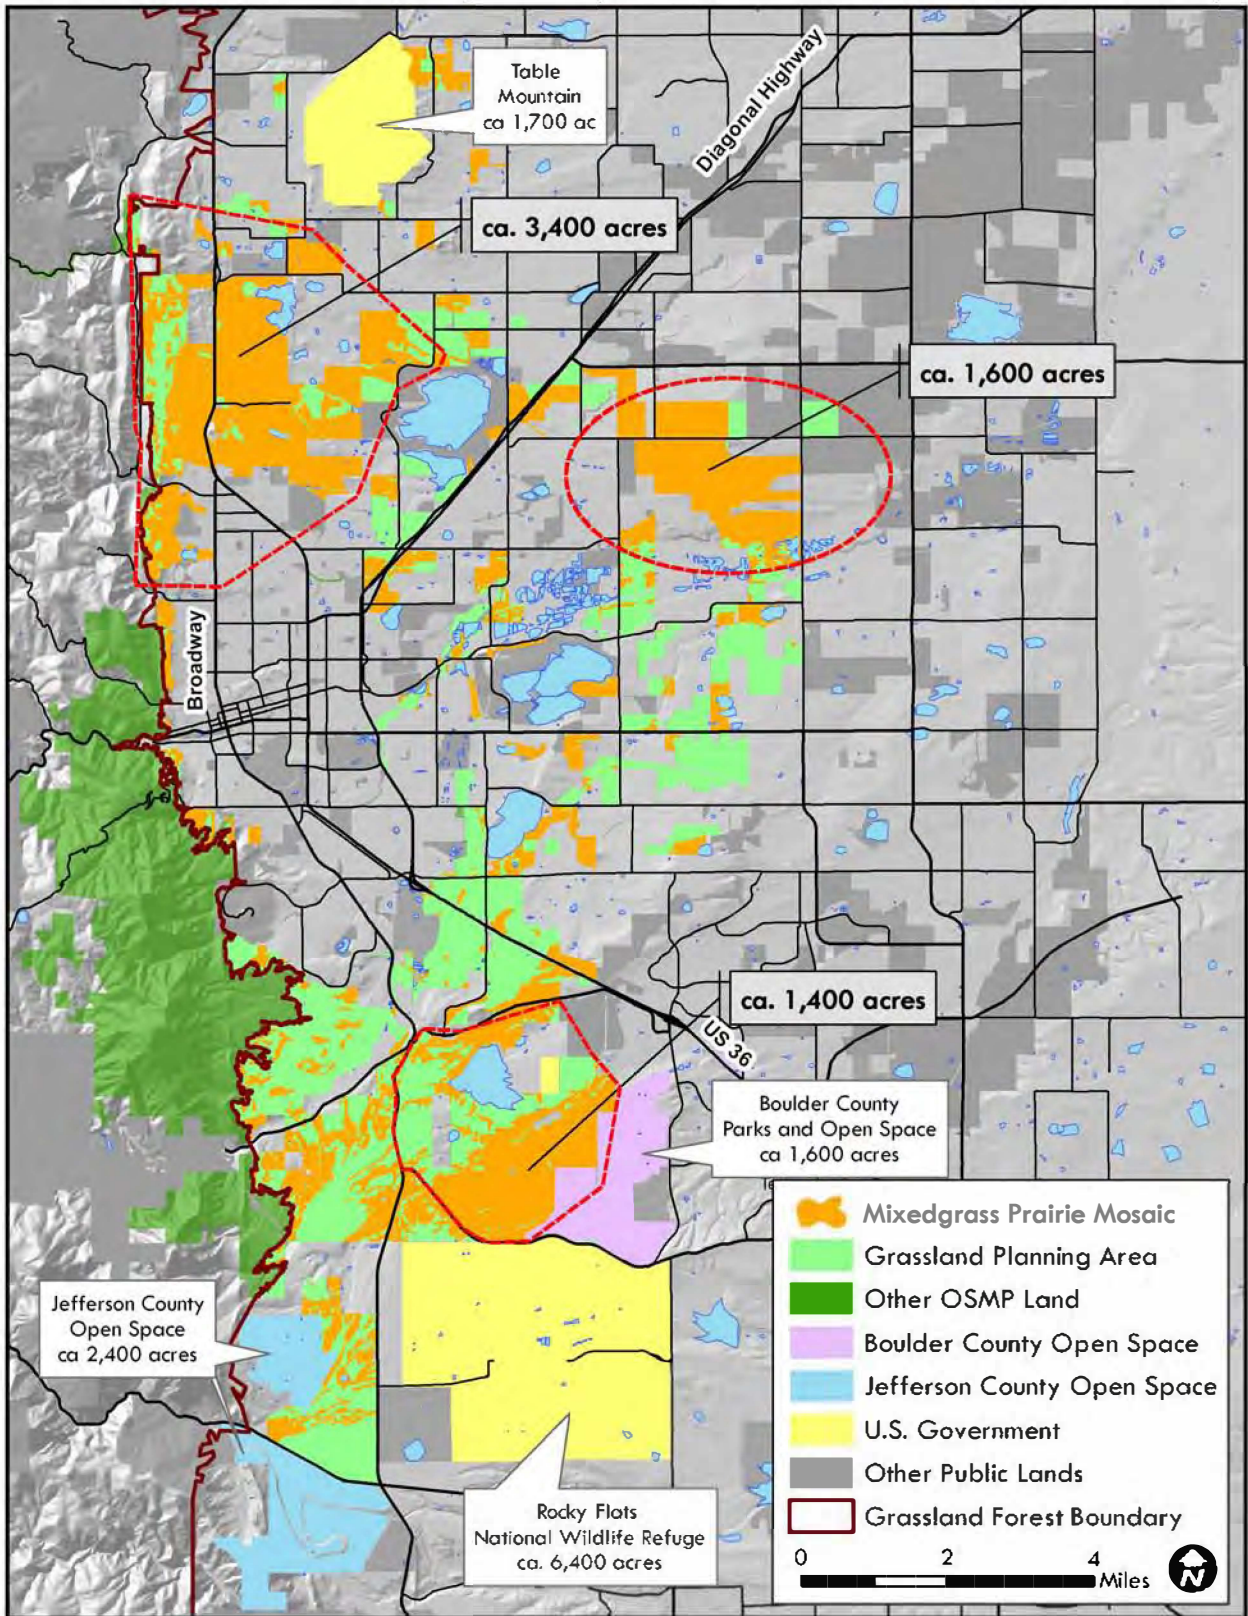 Table
Mountain
ca 1,700 ac
Diagonal Highway
ca. 3,400 acres
ca. 1,600 acres
Broadway
ca. 1,400 acres
US 36
Boulder County
Parks and Open Space
ca 1,600 acres
Jefferson County
Open Space
ca 2,400 acres
Rocky Flats
National Wildlife Refuge
ca. 6,400 acres
Mixedgrass Prairie Mosaic
Grassland Planning Area
Other OSMP Land
Boulder County Open Space
Jefferson County Open Space
U.S. Government
Other Public Lands
Grassland Forest Boundary
0 2 4
Miles
N